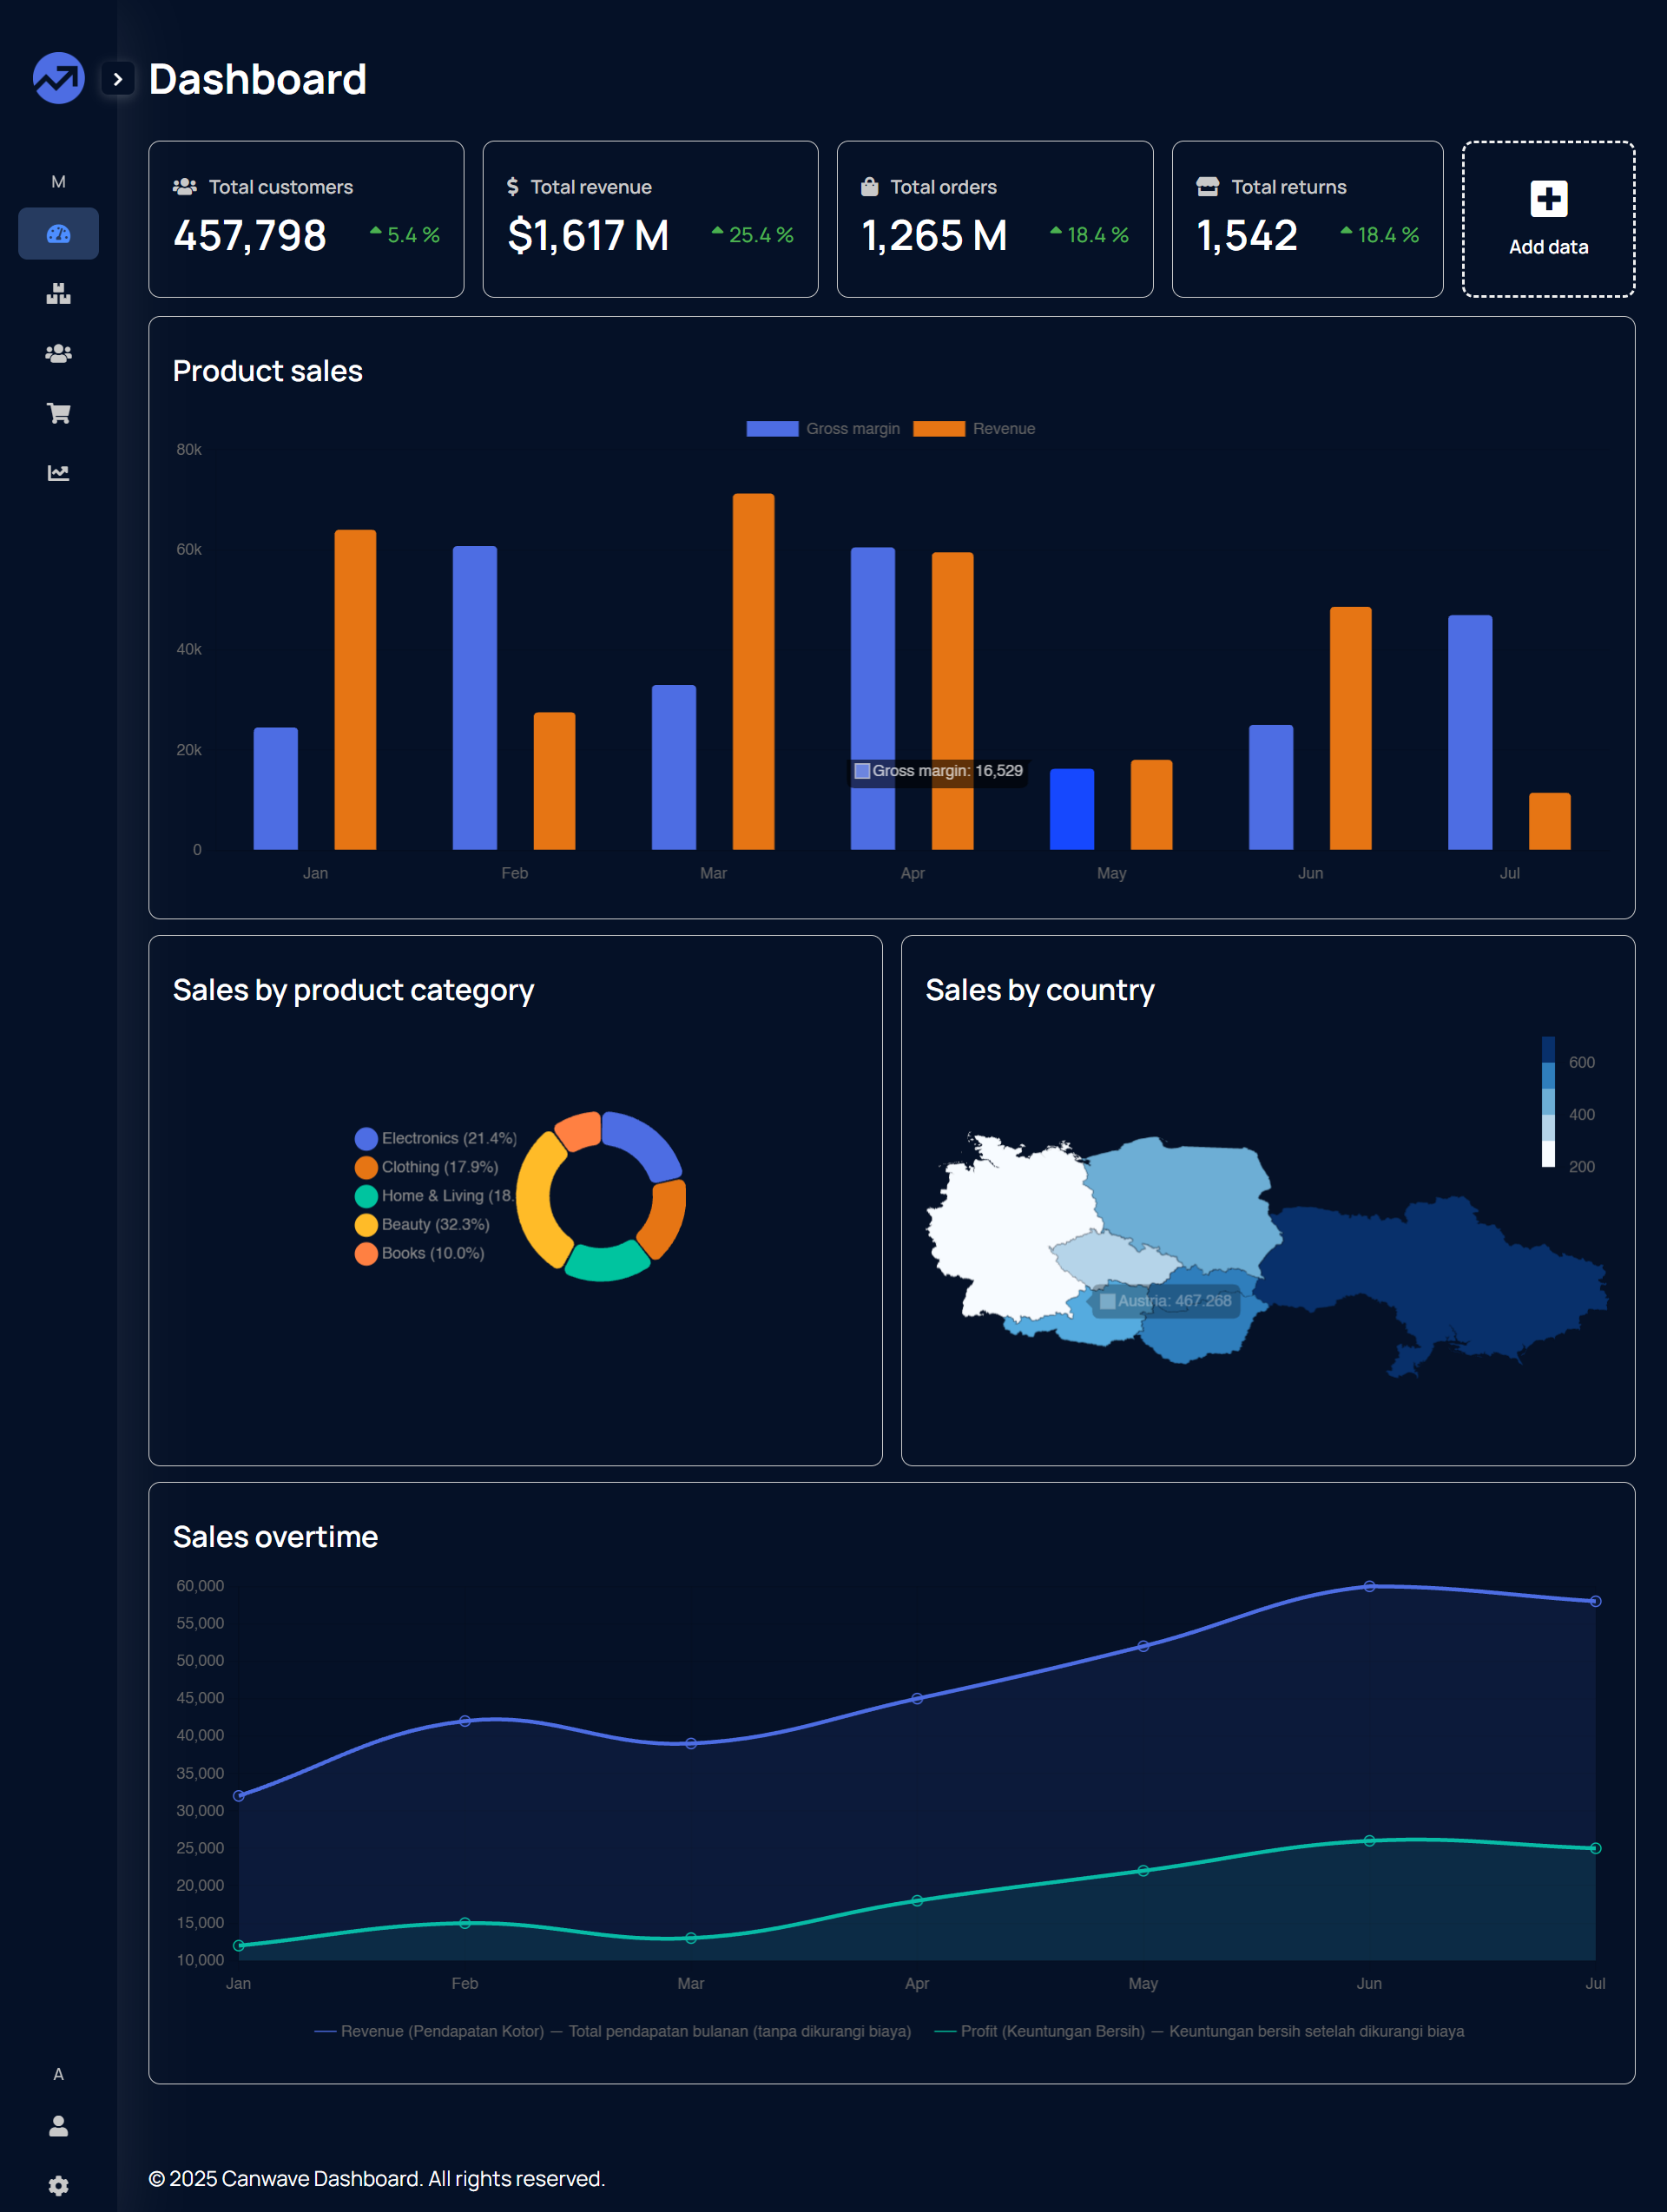 Dashboard
M
Total customers
457,798
5.4 %
Total revenue
$1,617 M
25.4 %
Total orders
1,265 M
18.4 %
Total returns
1,542
18.4 %
Add data
Product sales
Gross margin
Revenue
80k
60k
40k
20k
0
Gross margin: 16,529
Jan
Feb
Mar
Apr
May
Jun
Jul
Sales by product category
Electronics (21.4%)
Clothing (17.9%)
Home & Living (18.
Beauty (32.3%)
Books (10.0%)
Sales by country
600
400
200
Austria: 467.268
Sales overtime
60,000
55,000
50,000
45,000
40,000
35,000
30,000
25,000
20,000
15,000
10,000
Jan
Feb
Mar
Apr
May
Jun
Jul
Revenue (Pendapatan Kotor) — Total pendapatan bulanan (tanpa dikurangi biaya)
Profit (Keuntungan Bersih) — Keuntungan bersih setelah dikurangi biaya
A
© 2025 Canwave Dashboard. All rights reserved.